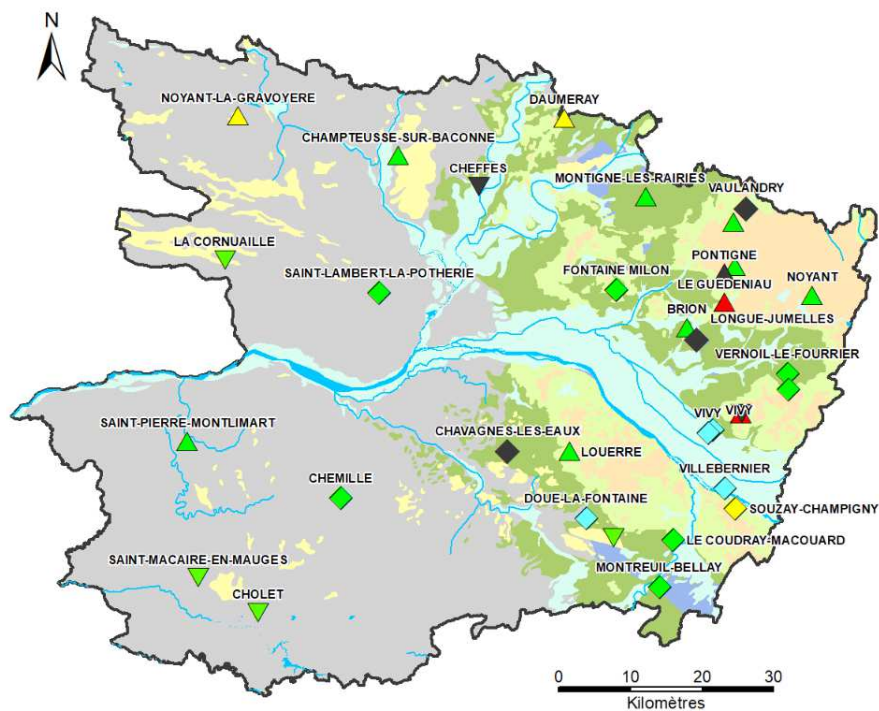 N
NOYANT-LA-GRAVOYERE
DAUMERAY
CHAMPTEUSSE-SUR-BACONNE
CHEFFES
MONTIGNE-LES-RAIRIES
VAULANDRY
LA CORNUAILLE
SAINT-LAMBERT-LA-POTHERIE
FONTAINE MILON
PONTIGNE
LE GUEDENIAU
NOYANT
BRION
LONGUE-JUMELLES
VERNOIL-LE-FOURRIER
SAINT-PIERRE-MONTLIMART
CHAVAGNES-LES-EAUX
VIVY
VIVY
LOUERRE
VILLEBERNIER
CHEMILLE
DOUE-LA-FONTAINE
SOUZAY-CHAMPIGNY
LE COUDRAY-MACOUARD
SAINT-MACAIRE-EN-MAUGES
MONTREUIL-BELLAY
CHOLET
0 10 20 30
Kilomètres